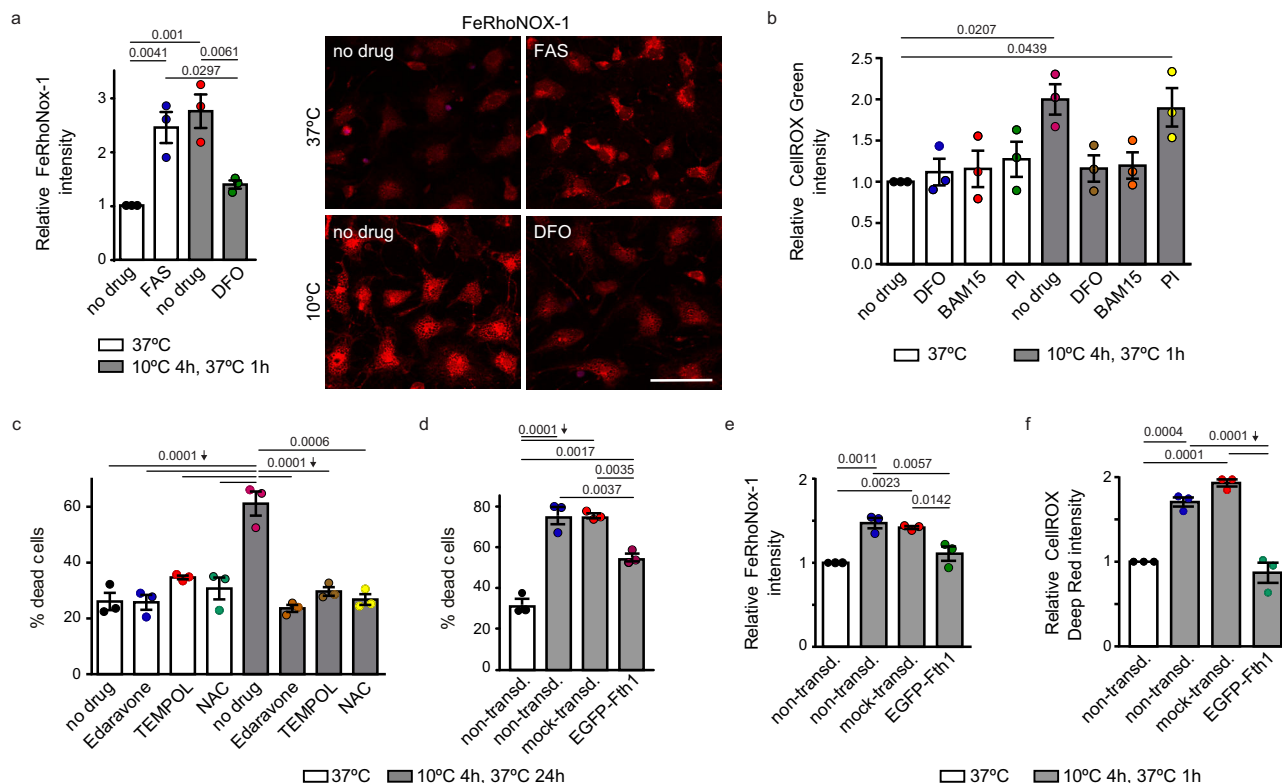 a
0.001
0.0041
0.0061
0.0297
Relative FeRhoNox-1
intensity
3
2
1
0
no drug
FAS
no drug
DFO
37ºC
10ºC 4h, 37ºC 1h
FeRhoNOX-1
no drug
FAS
37ºC
no drug
DFO
10ºC
b
0.0207
0.0439
Relative CellROX Green
intensity
2.5
2.0
1.5
1.0
0.5
0.0
no drug
DFO
BAM15
PI
no drug
DFO
BAM15
PI
37ºC
10ºC 4h, 37ºC 1h
c
0.0006
0.0001 ↓
0.0001 ↓
% dead cells
60
40
20
0
no drug
Edaravone
TEMPOL
NAC
no drug
Edaravone
TEMPOL
NAC
d
0.0001 ↓
0.0017
0.0035
0.0037
% dead cells
80
60
40
20
0
non-transd.
non-transd.
mock-transd.
EGFP-Fth1
37ºC
10ºC 4h, 37ºC 24h
e
0.0011
0.0057
0.0023
0.0142
Relative FeRhoNox-1
intensity
2
1
0
non-transd.
non-transd.
mock-transd.
EGFP-Fth1
f
0.0004
0.0001 ↓
0.0001
Relative CellROX
Deep Red intensity
2
1
0
non-transd.
non-transd.
mock-transd.
EGFP-Fth1
37ºC
10ºC 4h, 37ºC 1h